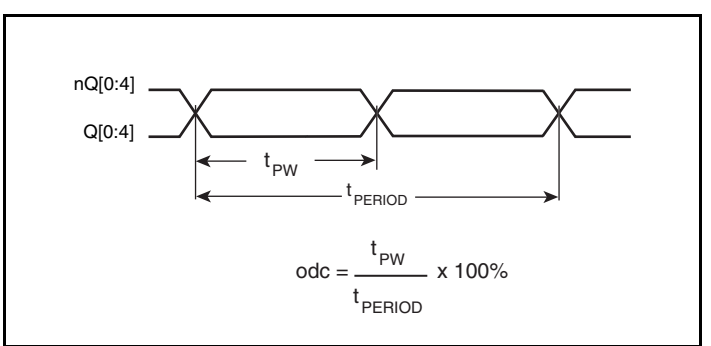 nQ[0:4]
Q[0:4]
tPW
tPERIOD
odc = tPW / tPERIOD x 100%